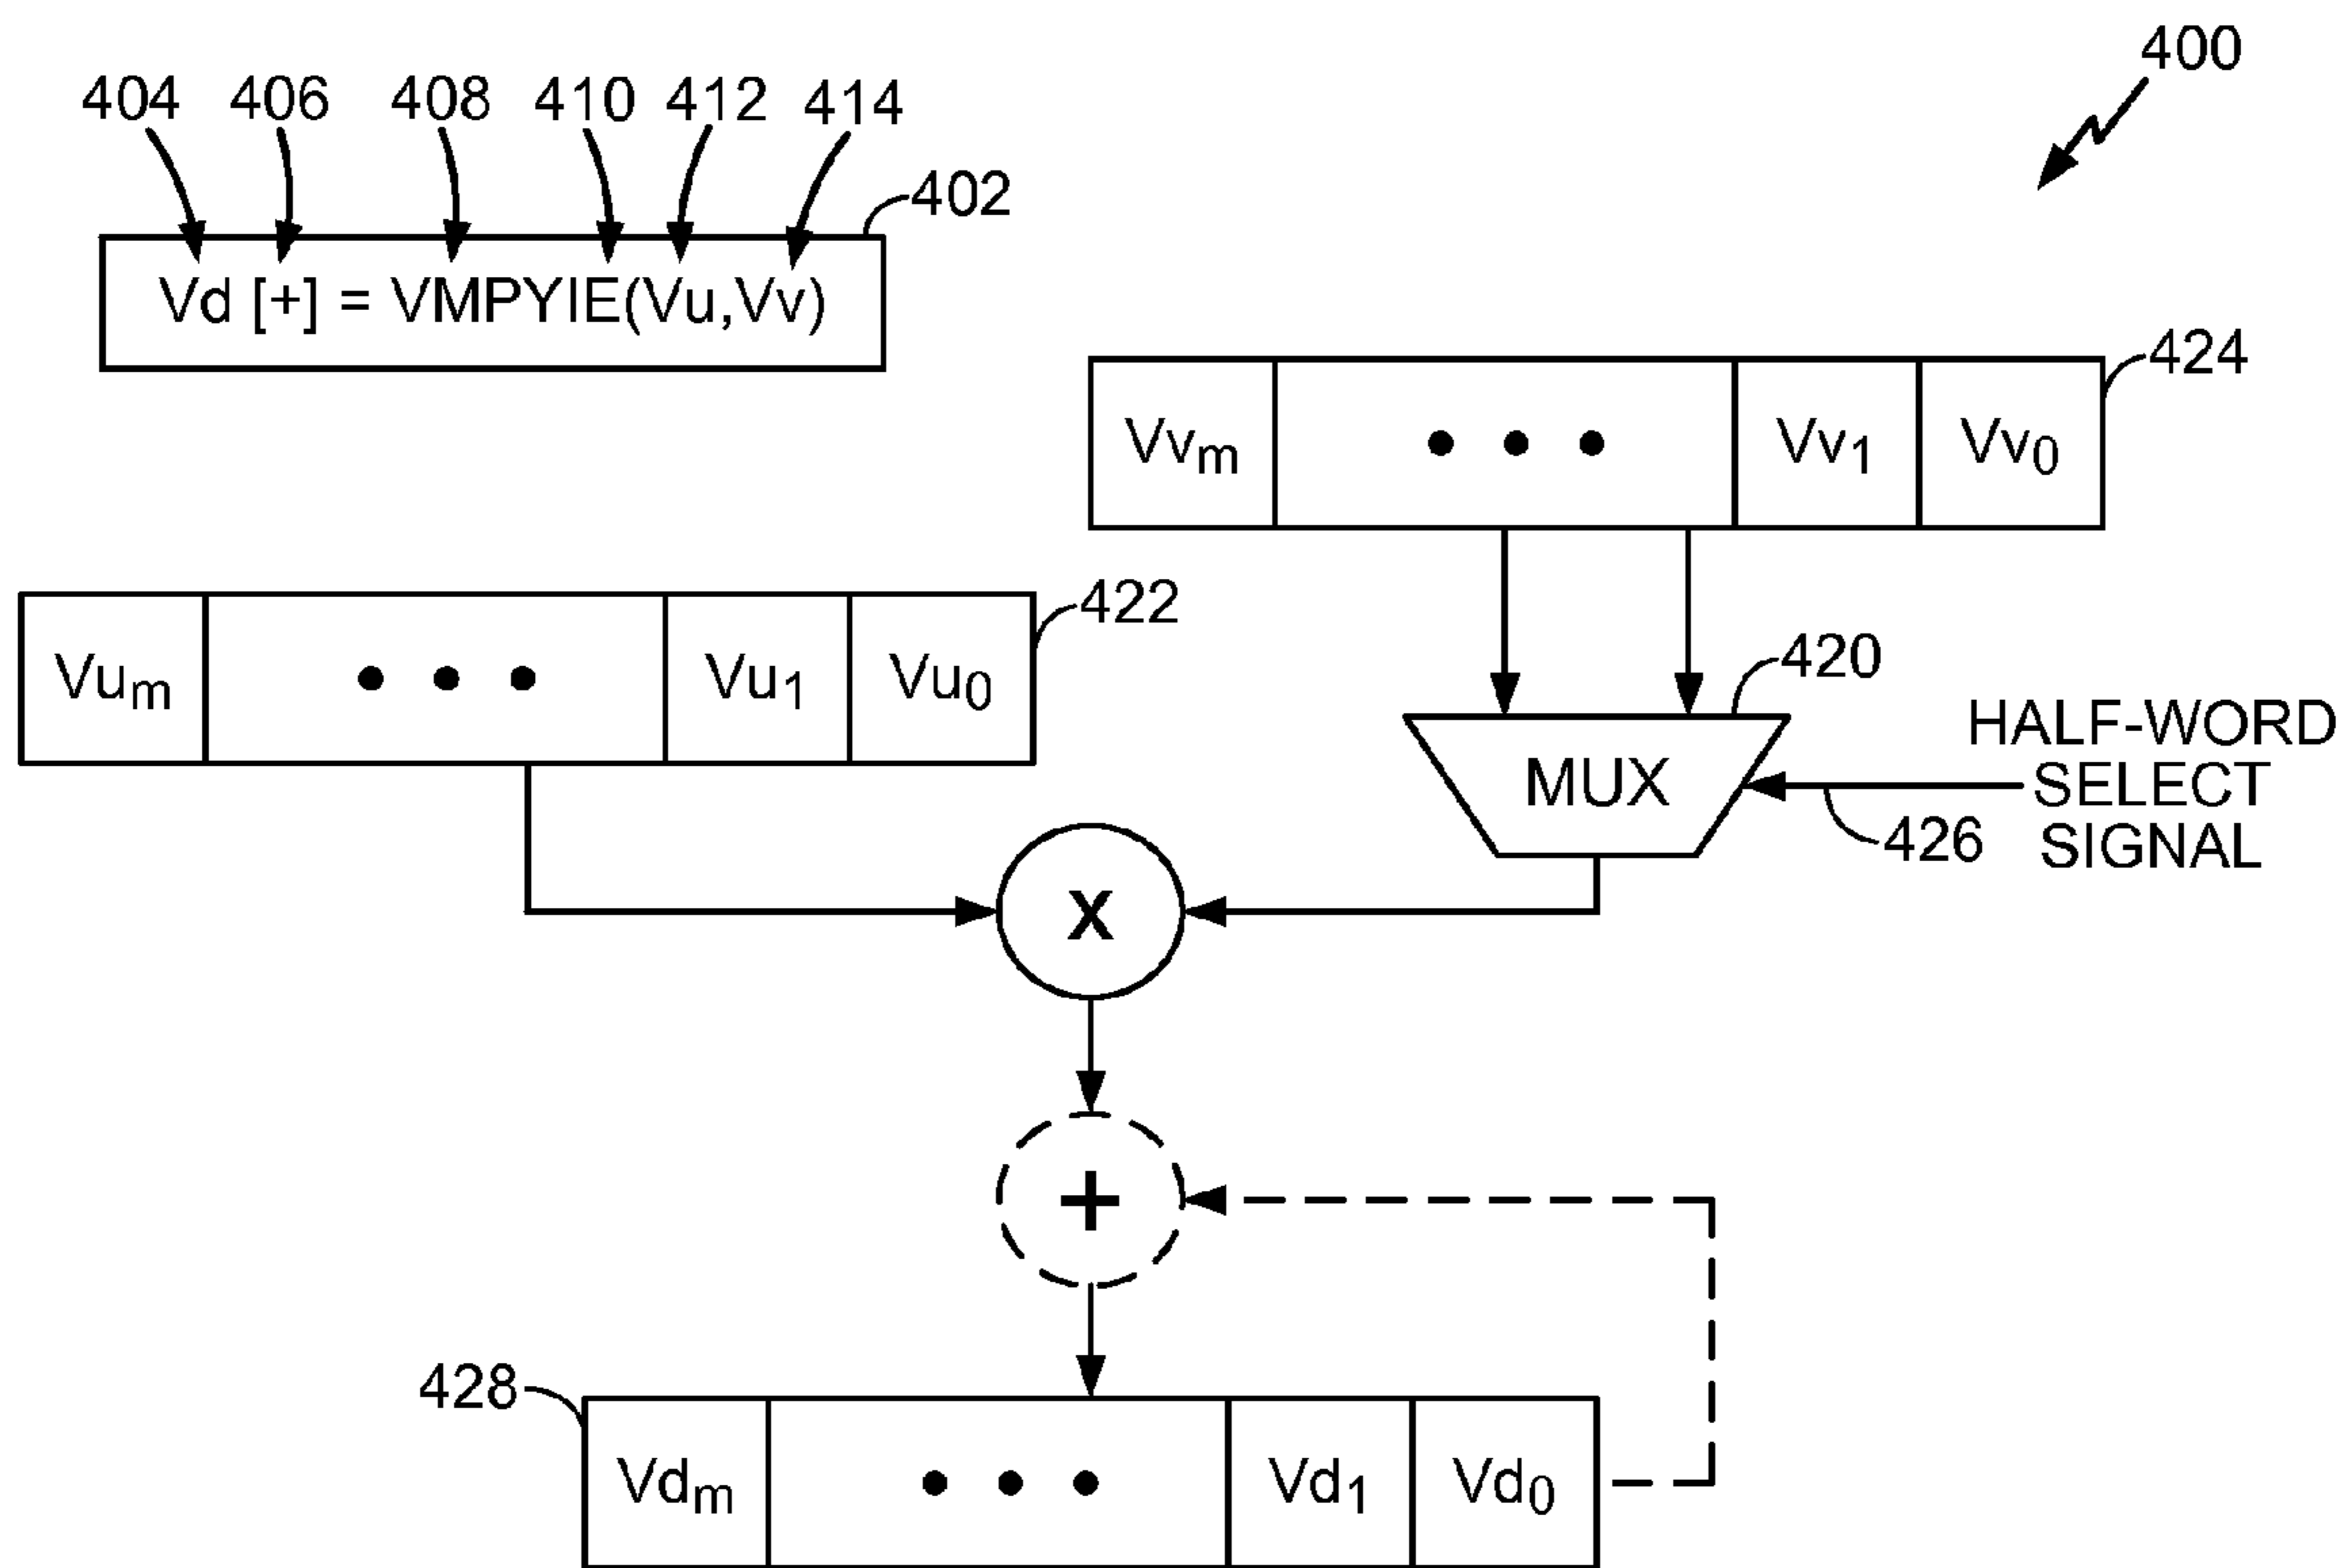 400
404 406 408 410 412 414
402
Vd [+] = VMPYIE(Vu,Vv)
424
Vvm • • • Vv1 Vv0
422
Vum • • • Vu1 Vu0
420
MUX
HALF-WORD
SELECT
SIGNAL
426
X
+
428
Vdm • • • Vd1 Vd0